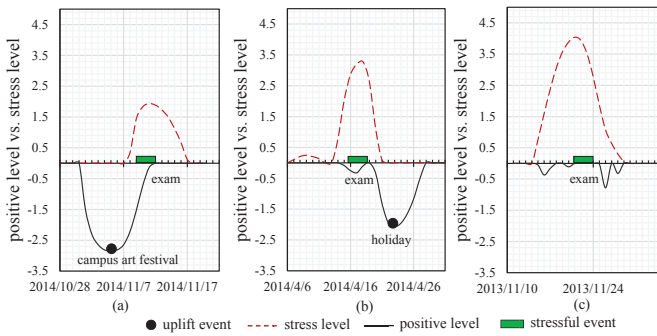 positive level vs. stress level
4.5
3.5
2.5
1.5
0.5
-0.5
-1.5
-2.5
-3.5
exam
campus art festival
2014/10/28 2014/11/7 2014/11/17
(a)
positive level vs. stress level
4.5
3.5
2.5
1.5
0.5
-0.5
-1.5
-2.5
-3.5
exam
holiday
2014/4/6 2014/4/16 2014/4/26
(b)
positive level vs. stress level
4.5
3.5
2.5
1.5
0.5
-0.5
-1.5
-2.5
-3.5
exam
2013/11/10 2013/11/24
(c)
uplift event stress level positive level stressful event